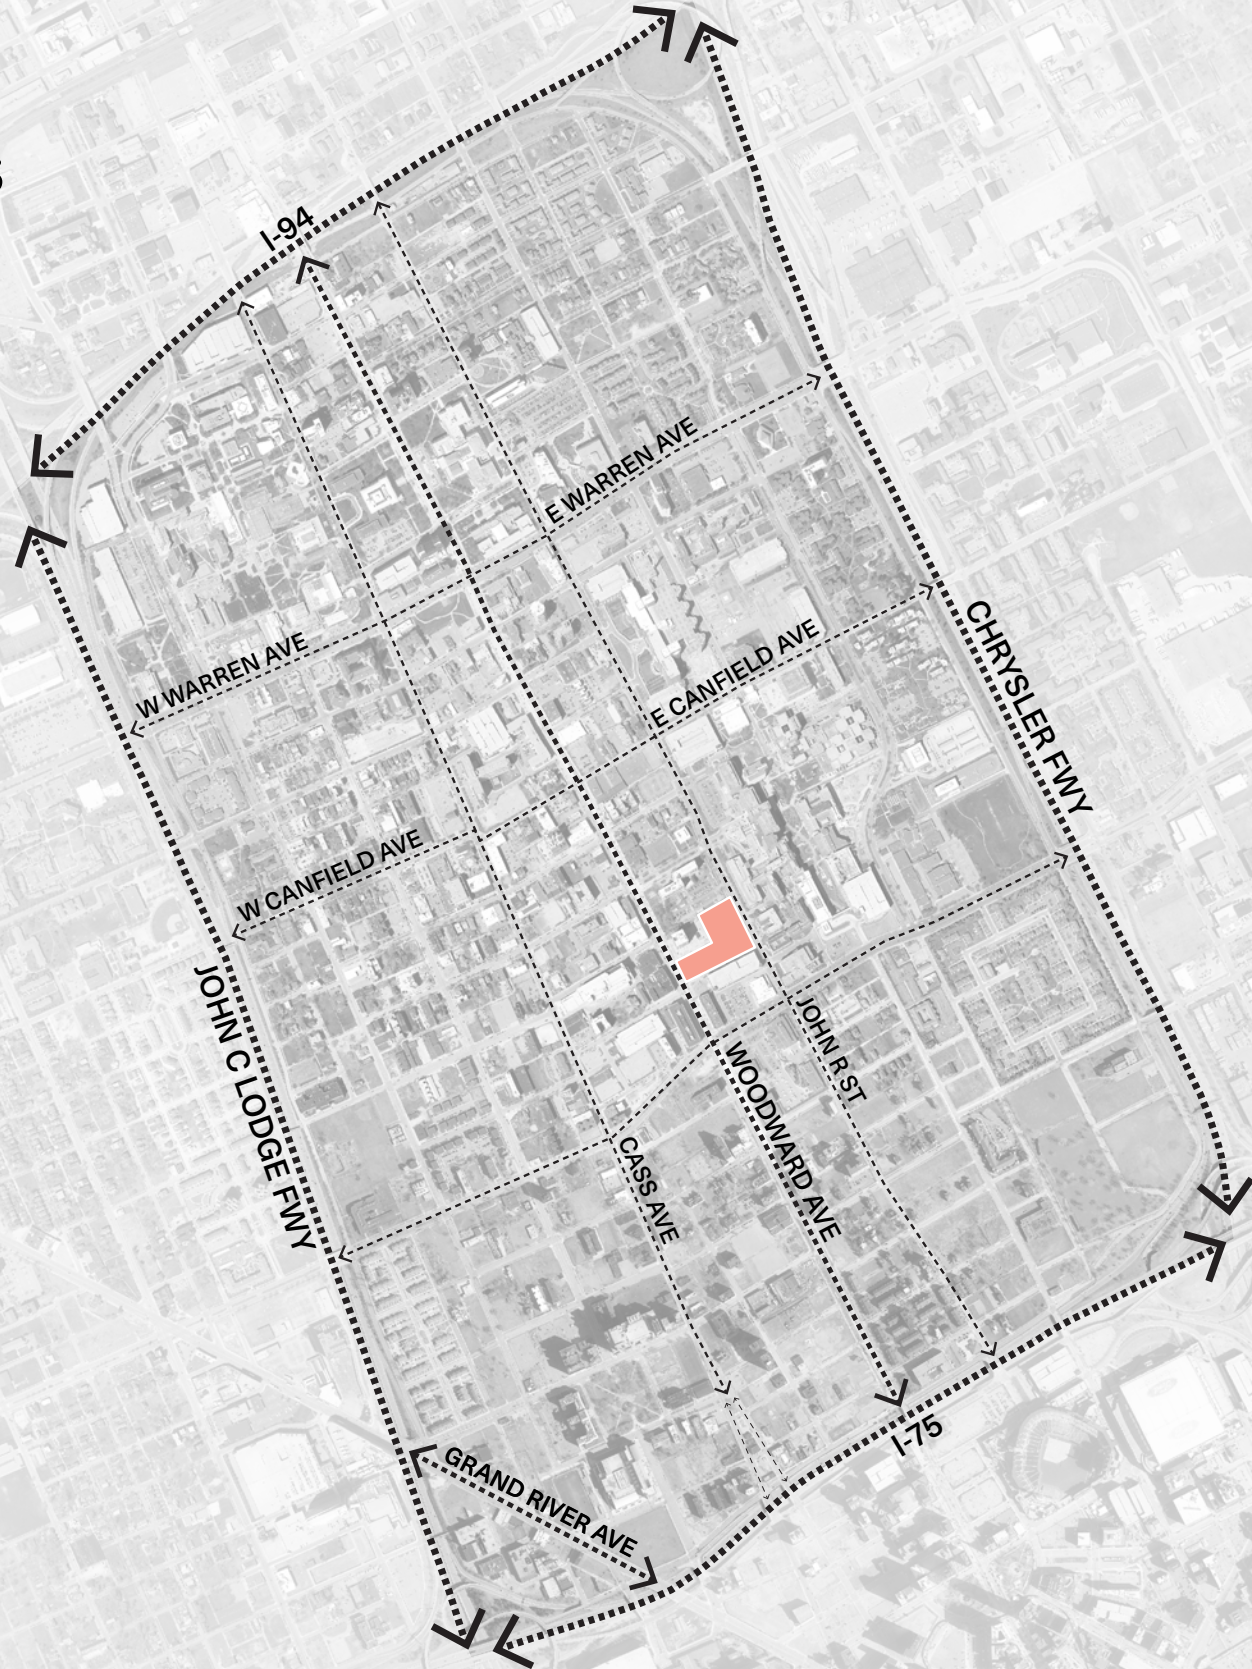 I-94
E WARREN AVE
W WARREN AVE
CHRYSLER FWY
E CANFIELD AVE
W CANFIELD AVE
JOHN C LODGE FWY
JOHN R ST
WOODWARD AVE
CASS AVE
I-75
GRAND RIVER AVE